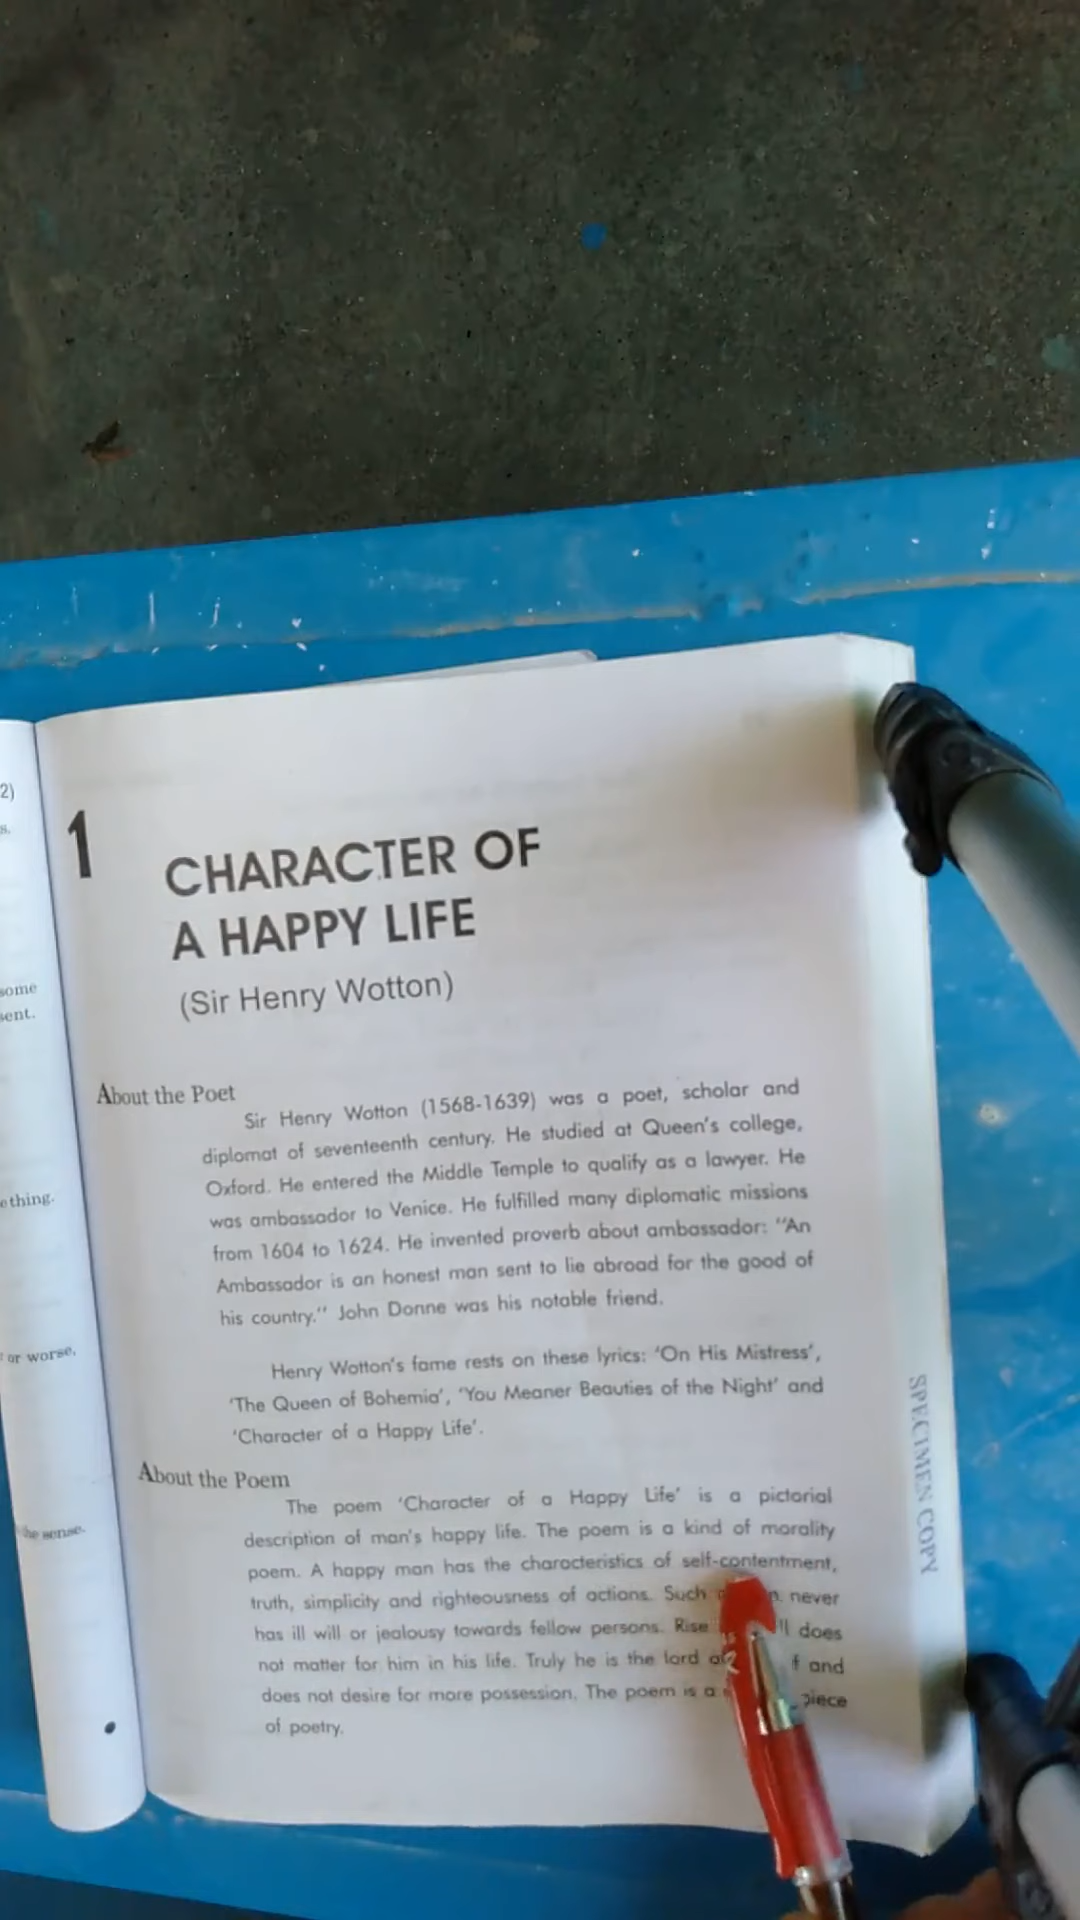 2)
s.
some
sent.
ething.
or worse,
he sense.
1
CHARACTER OF
A HAPPY LIFE
(Sir Henry Wotton)
About the Poet
Sir Henry Wotton (1568-1639) was a poet, scholar and
diplomat of seventeenth century. He studied at Queen's college,
Oxford. He entered the Middle Temple to qualify as a lawyer. He
was ambassador to Venice. He fulfilled many diplomatic missions
from 1604 to 1624. He invented proverb about ambassador: "An
Ambassador is an honest man sent to lie abroad for the good of
his country." John Donne was his notable friend.
Henry Wotton's fame rests on these lyrics: 'On His Mistress',
'The Queen of Bohemia', 'You Meaner Beauties of the Night' and
'Character of a Happy Life'.
About the Poem
The poem 'Character of a Happy Life' is a pictorial
description of man's happy life. The poem is a kind of morality
poem. A happy man has the characteristics of self-contentment,
truth, simplicity and righteousness of actions. Such never
has ill will or jealousy towards fellow persons. Rise does
not matter for him in his life. Truly he is the lord and
does not desire for more possession. The poem is a piece
of poetry.
SPECIMEN COPY